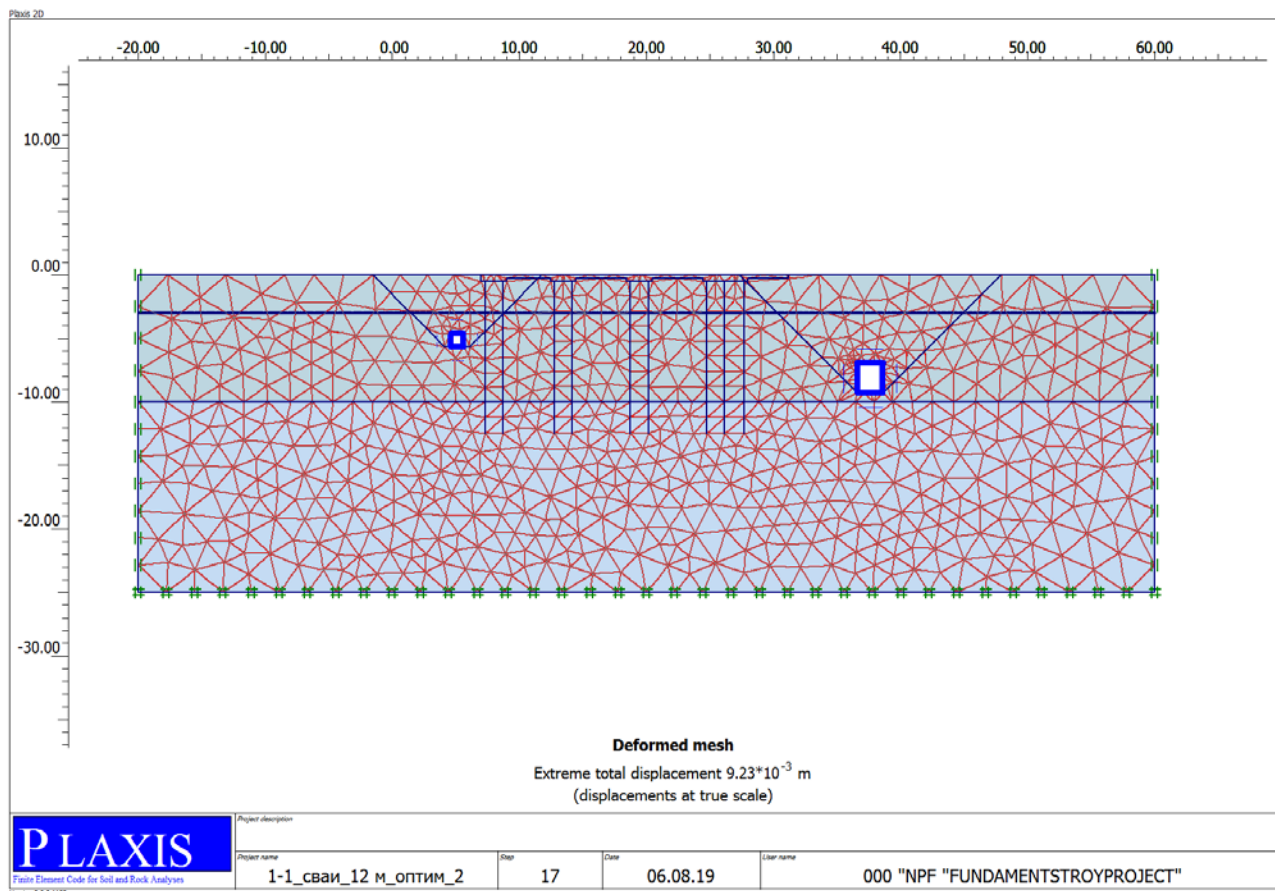 Plaxis 2D
-20,00 -10,00 0,00 10,00 20,00 30,00 40,00 50,00 60,00
10.00
0.00
-10.00
-20.00
-30.00
Deformed mesh
Extreme total displacement 9.23*10⁻³ m
(displacements at true scale)
PLAXIS
Finite Element Code for Soil and Rock Analyses
Project description
Project name
1-1_сваи_12 м_оптим_2
Step
17
Date
06.08.19
User name
000 "NPF "FUNDAMENTSTROYPROJECT"